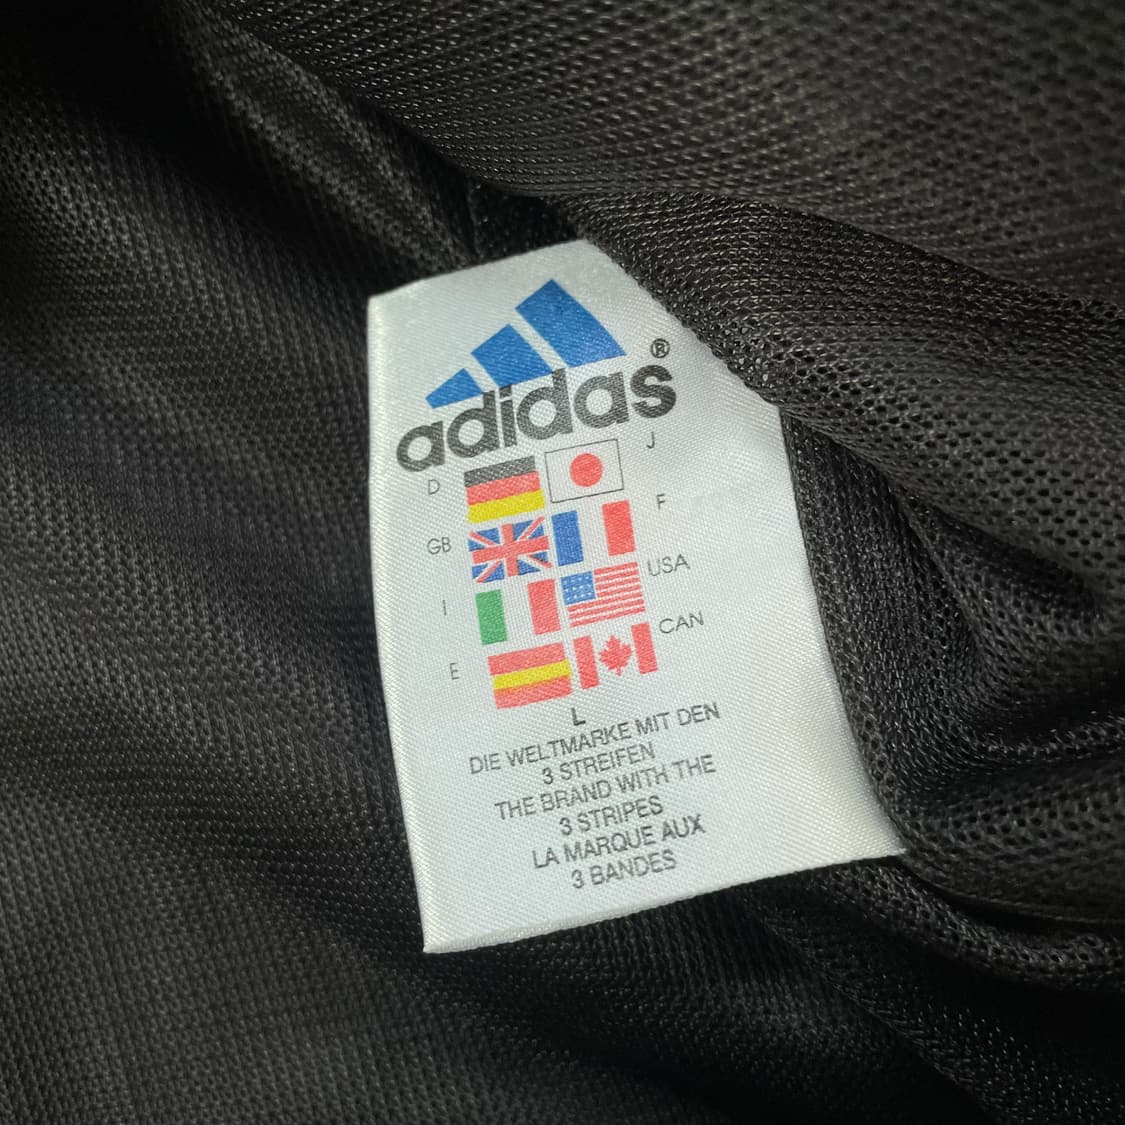 adidas®
D
J
GB
F
I
USA
E
CAN
L
DIE WELTMARKE MIT DEN
3 STREIFEN
THE BRAND WITH THE
3 STRIPES
LA MARQUE AUX
3 BANDES